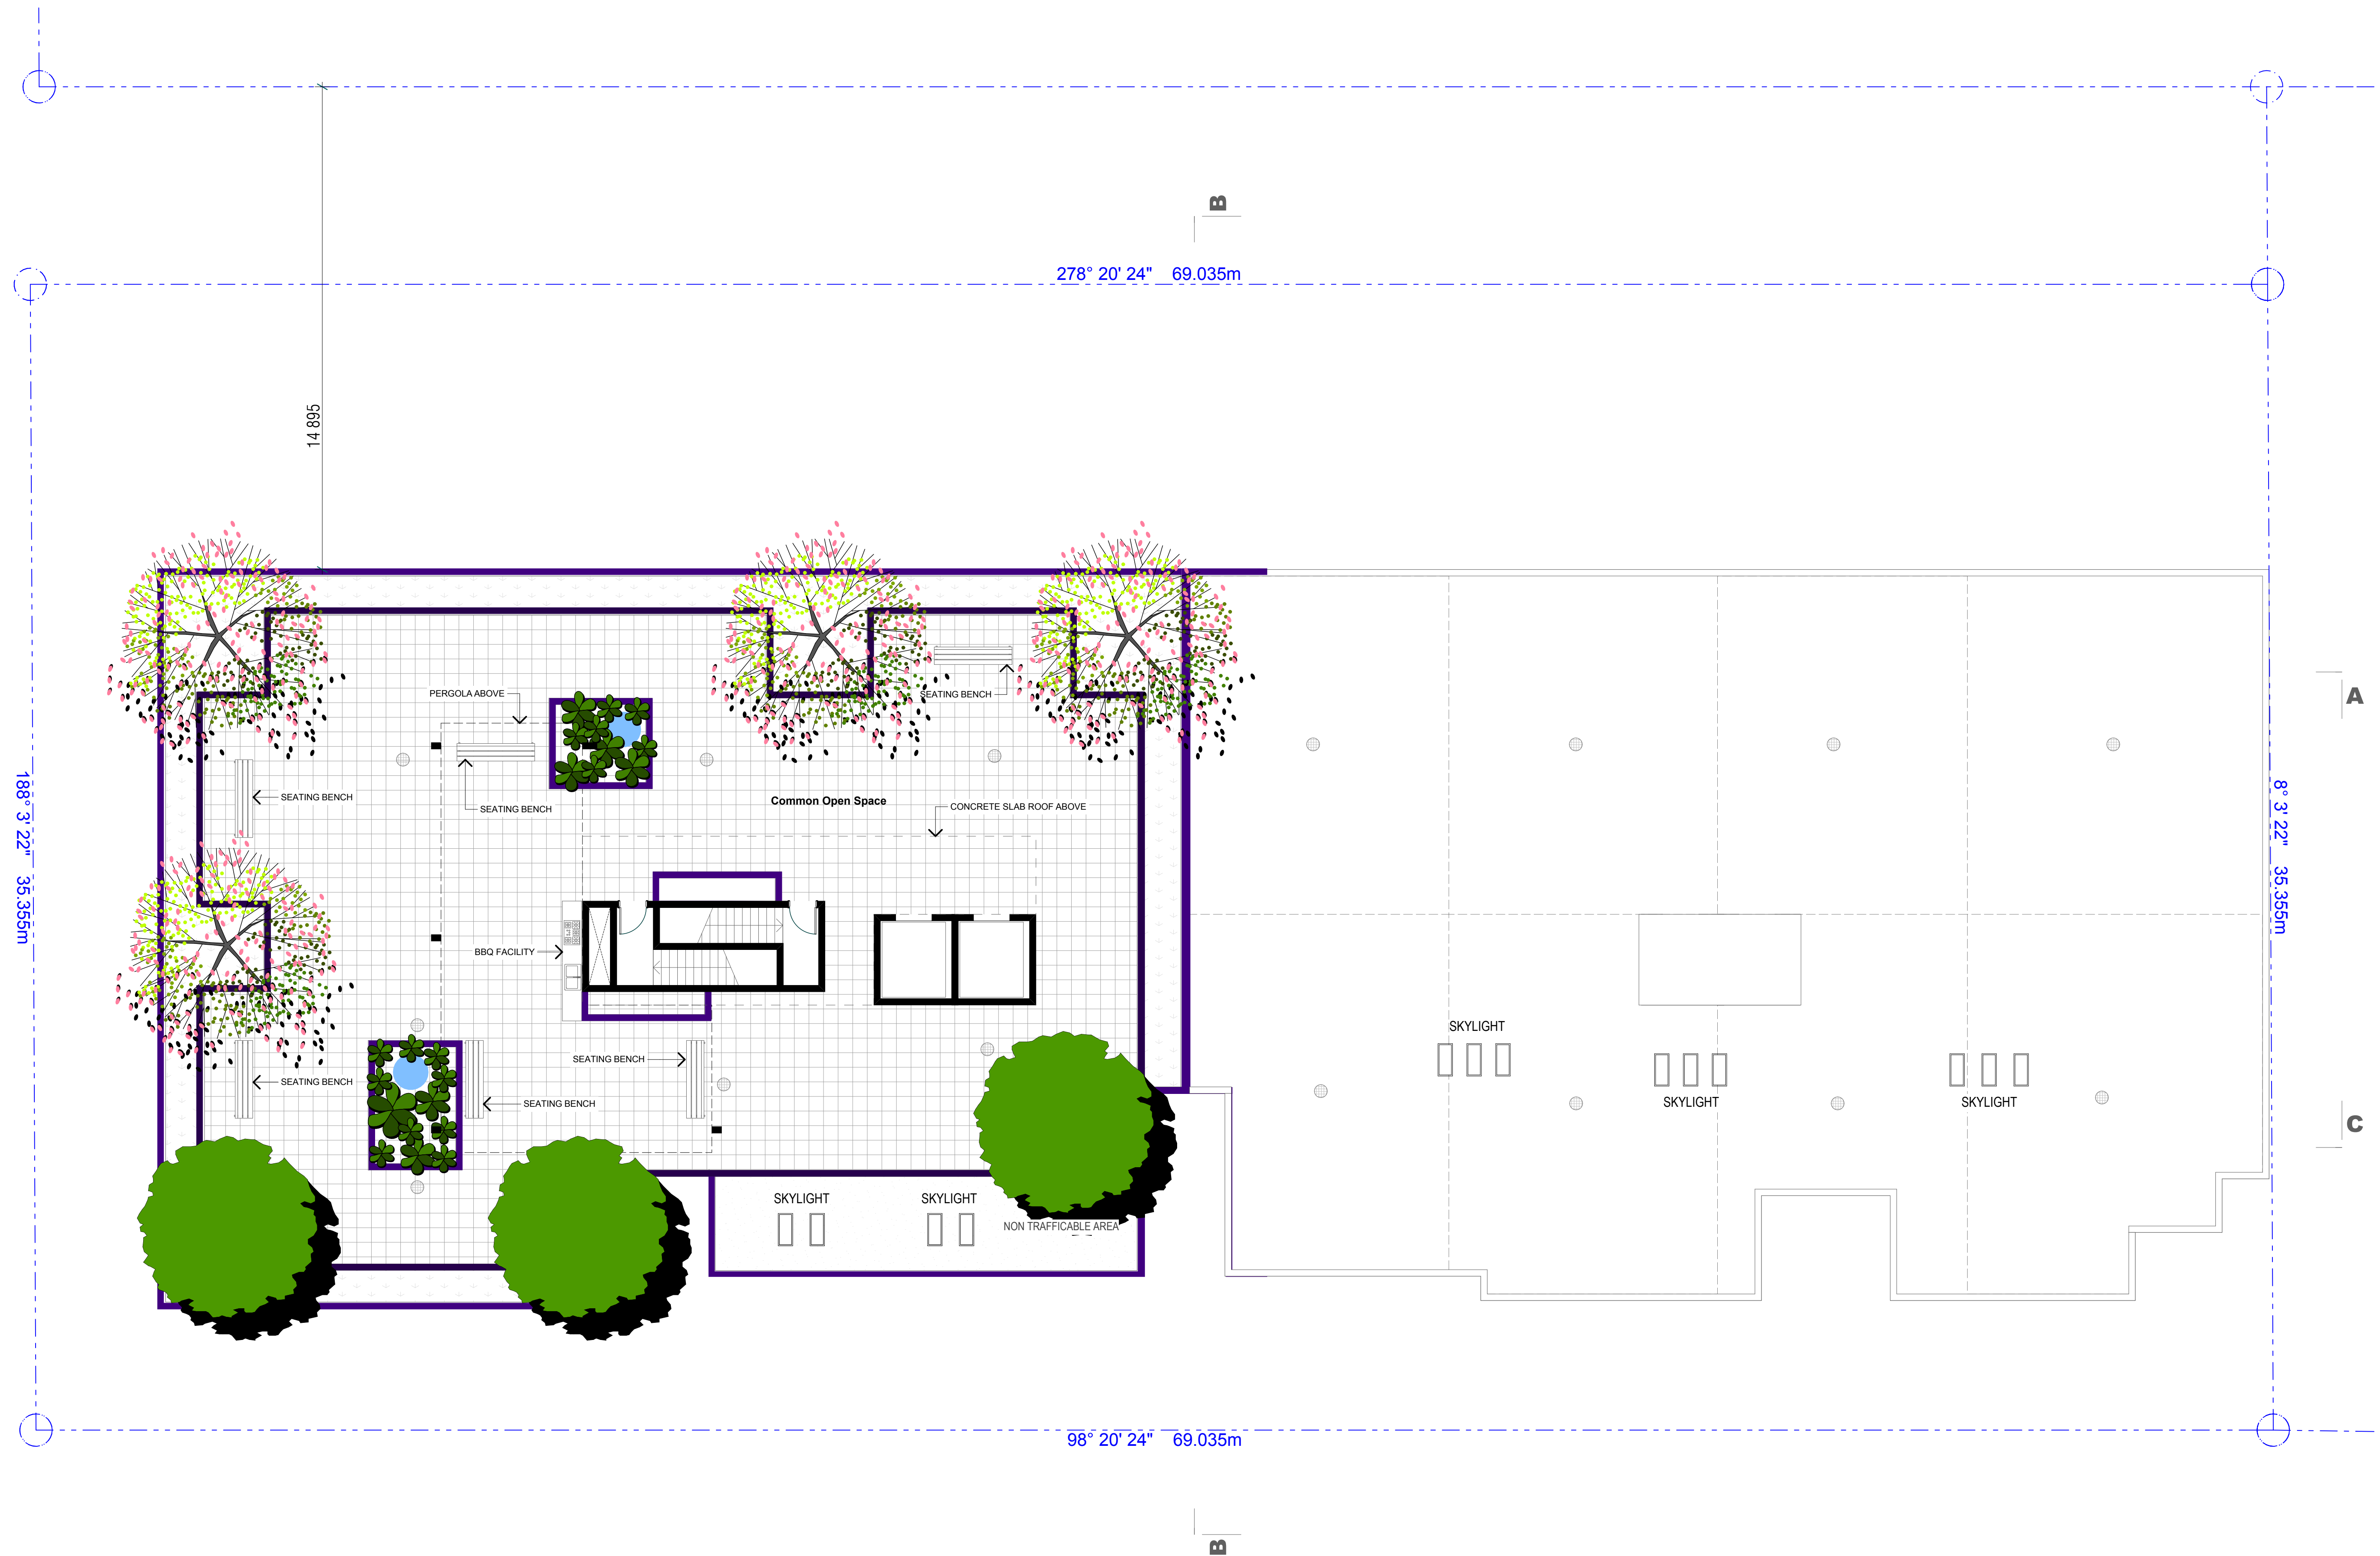 B
278° 20' 24" 69.035m
14 895
A
PERGOLA ABOVE
SEATING BENCH
188° 3' 22" 35.355m
SEATING BENCH
SEATING BENCH
Common Open Space
CONCRETE SLAB ROOF ABOVE
8° 3' 22" 35.355m
BBQ FACILITY
SKYLIGHT
SEATING BENCH
SEATING BENCH
SEATING BENCH
SKYLIGHT
SKYLIGHT
C
SKYLIGHT
SKYLIGHT
NON TRAFFICABLE AREA
98° 20' 24" 69.035m
B